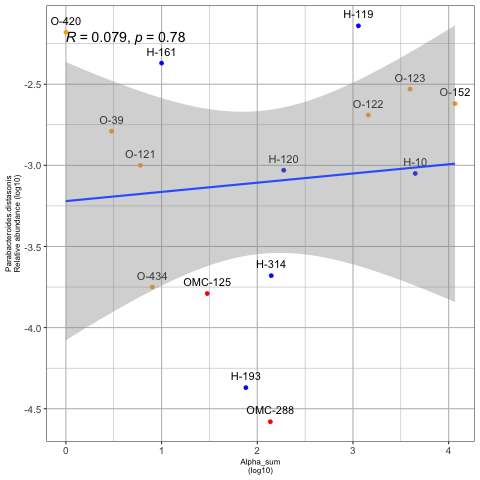 O-420
H-119
R = 0.079, p = 0.78
H-161
O-123
O-152
O-122
O-39
O-121
H-120
H-10
H-314
O-434
OMC-125
H-193
OMC-288
-2.5
-3.0
-3.5
-4.0
-4.5
Parabacteroides.distasonis
Relative abundance (log10)
0 1 2 3 4
Alpha_sum
(log10)